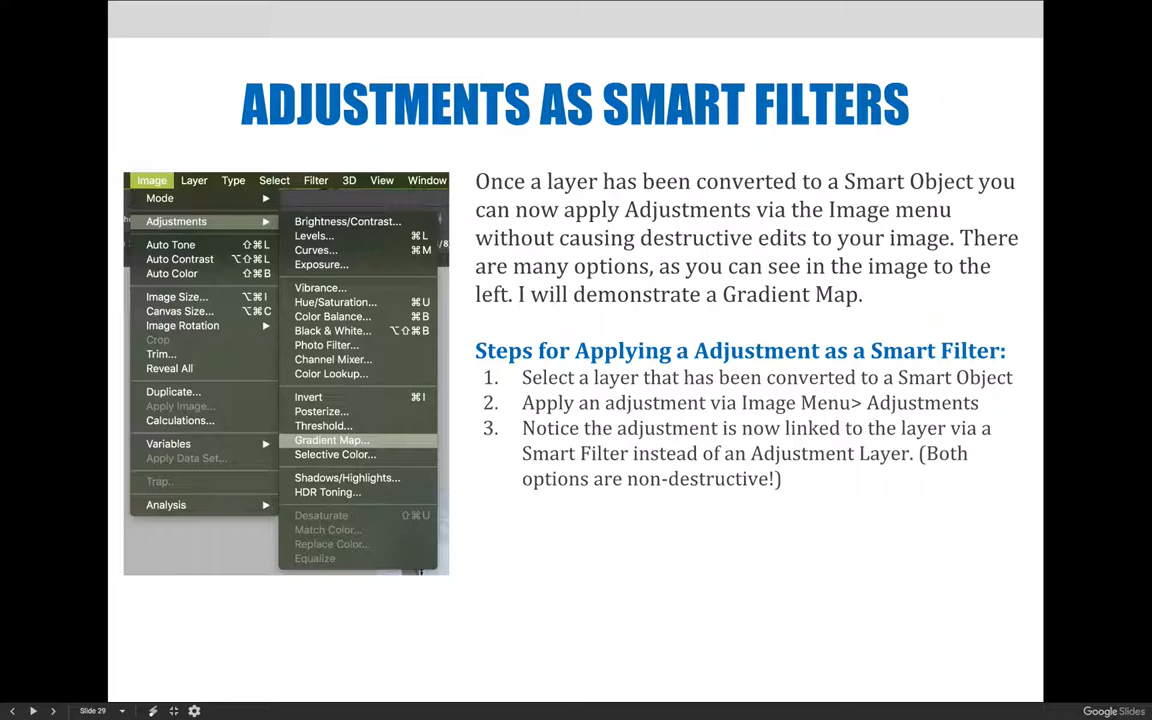 ADJUSTMENTS AS SMART FILTERS
Image Layer Type Select Filter 3D View Window
Mode
Adjustments
Auto Tone ⇧⌘L
Auto Contrast ⌥⇧⌘L
Auto Color ⇧⌘B
Image Size... ⌥⌘I
Canvas Size... ⌥⌘C
Image Rotation
Crop
Trim...
Reveal All
Duplicate...
Apply Image...
Calculations...
Variables
Apply Data Set...
Trap...
Analysis
Brightness/Contrast...
Levels... ⌘L
Curves... ⌘M
Exposure...
Vibrance...
Hue/Saturation... ⌘U
Color Balance... ⌘B
Black & White... ⌥⇧⌘B
Photo Filter...
Channel Mixer...
Color Lookup...
Invert ⌘I
Posterize...
Threshold...
Gradient Map...
Selective Color...
Shadows/Highlights...
HDR Toning...
Desaturate ⇧⌘U
Match Color...
Replace Color...
Equalize
Once a layer has been converted to a Smart Object you
can now apply Adjustments via the Image menu
without causing destructive edits to your image. There
are many options, as you can see in the image to the
left. I will demonstrate a Gradient Map.
Steps for Applying a Adjustment as a Smart Filter:
1. Select a layer that has been converted to a Smart Object
2. Apply an adjustment via Image Menu> Adjustments
3. Notice the adjustment is now linked to the layer via a
Smart Filter instead of an Adjustment Layer. (Both
options are non-destructive!)
Slide 29
Google Slides